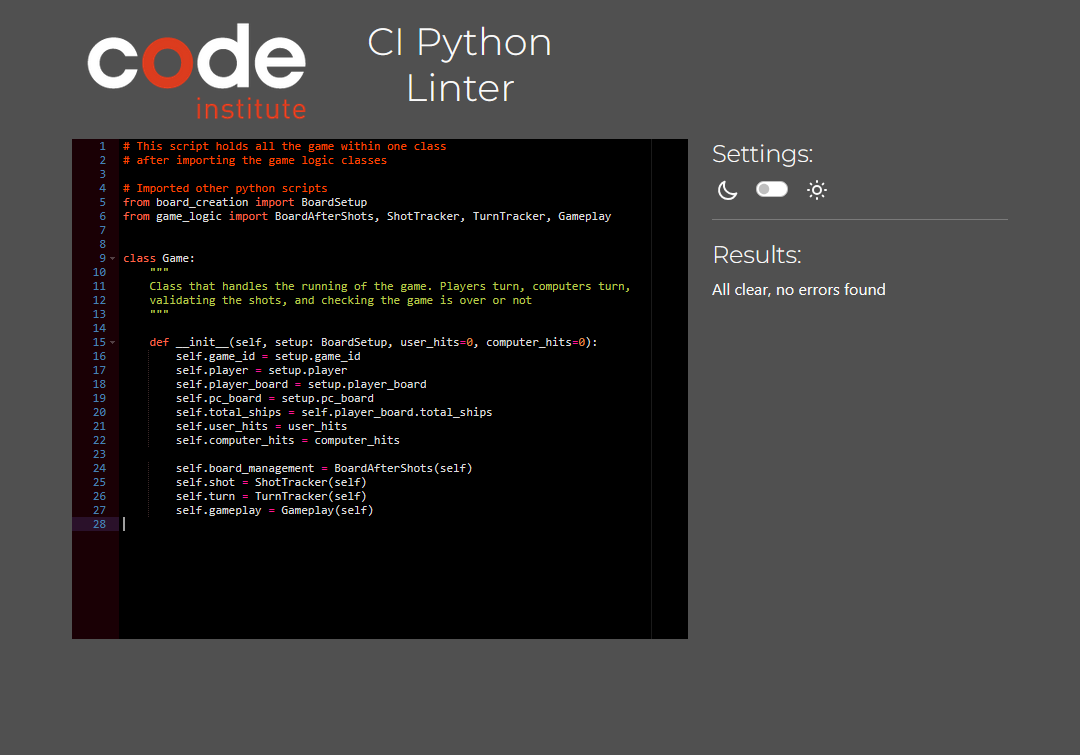 code
institute
CI Python
Linter
1 # This script holds all the game within one class
2 # after importing the game logic classes
3
4 # Imported other python scripts
5 from board_creation import BoardSetup
6 from game_logic import BoardAfterShots, ShotTracker, TurnTracker, Gameplay
7
8
9 class Game:
10     """
11     Class that handles the running of the game. Players turn, computers turn,
12     validating the shots, and checking the game is over or not
13     """
14
15     def __init__(self, setup: BoardSetup, user_hits=0, computer_hits=0):
16         self.game_id = setup.game_id
17         self.player = setup.player
18         self.player_board = setup.player_board
19         self.pc_board = setup.pc_board
20         self.total_ships = self.player_board.total_ships
21         self.user_hits = user_hits
22         self.computer_hits = computer_hits
23
24         self.board_management = BoardAfterShots(self)
25         self.shot = ShotTracker(self)
26         self.turn = TurnTracker(self)
27         self.gameplay = Gameplay(self)
28
Settings:
Results:
All clear, no errors found